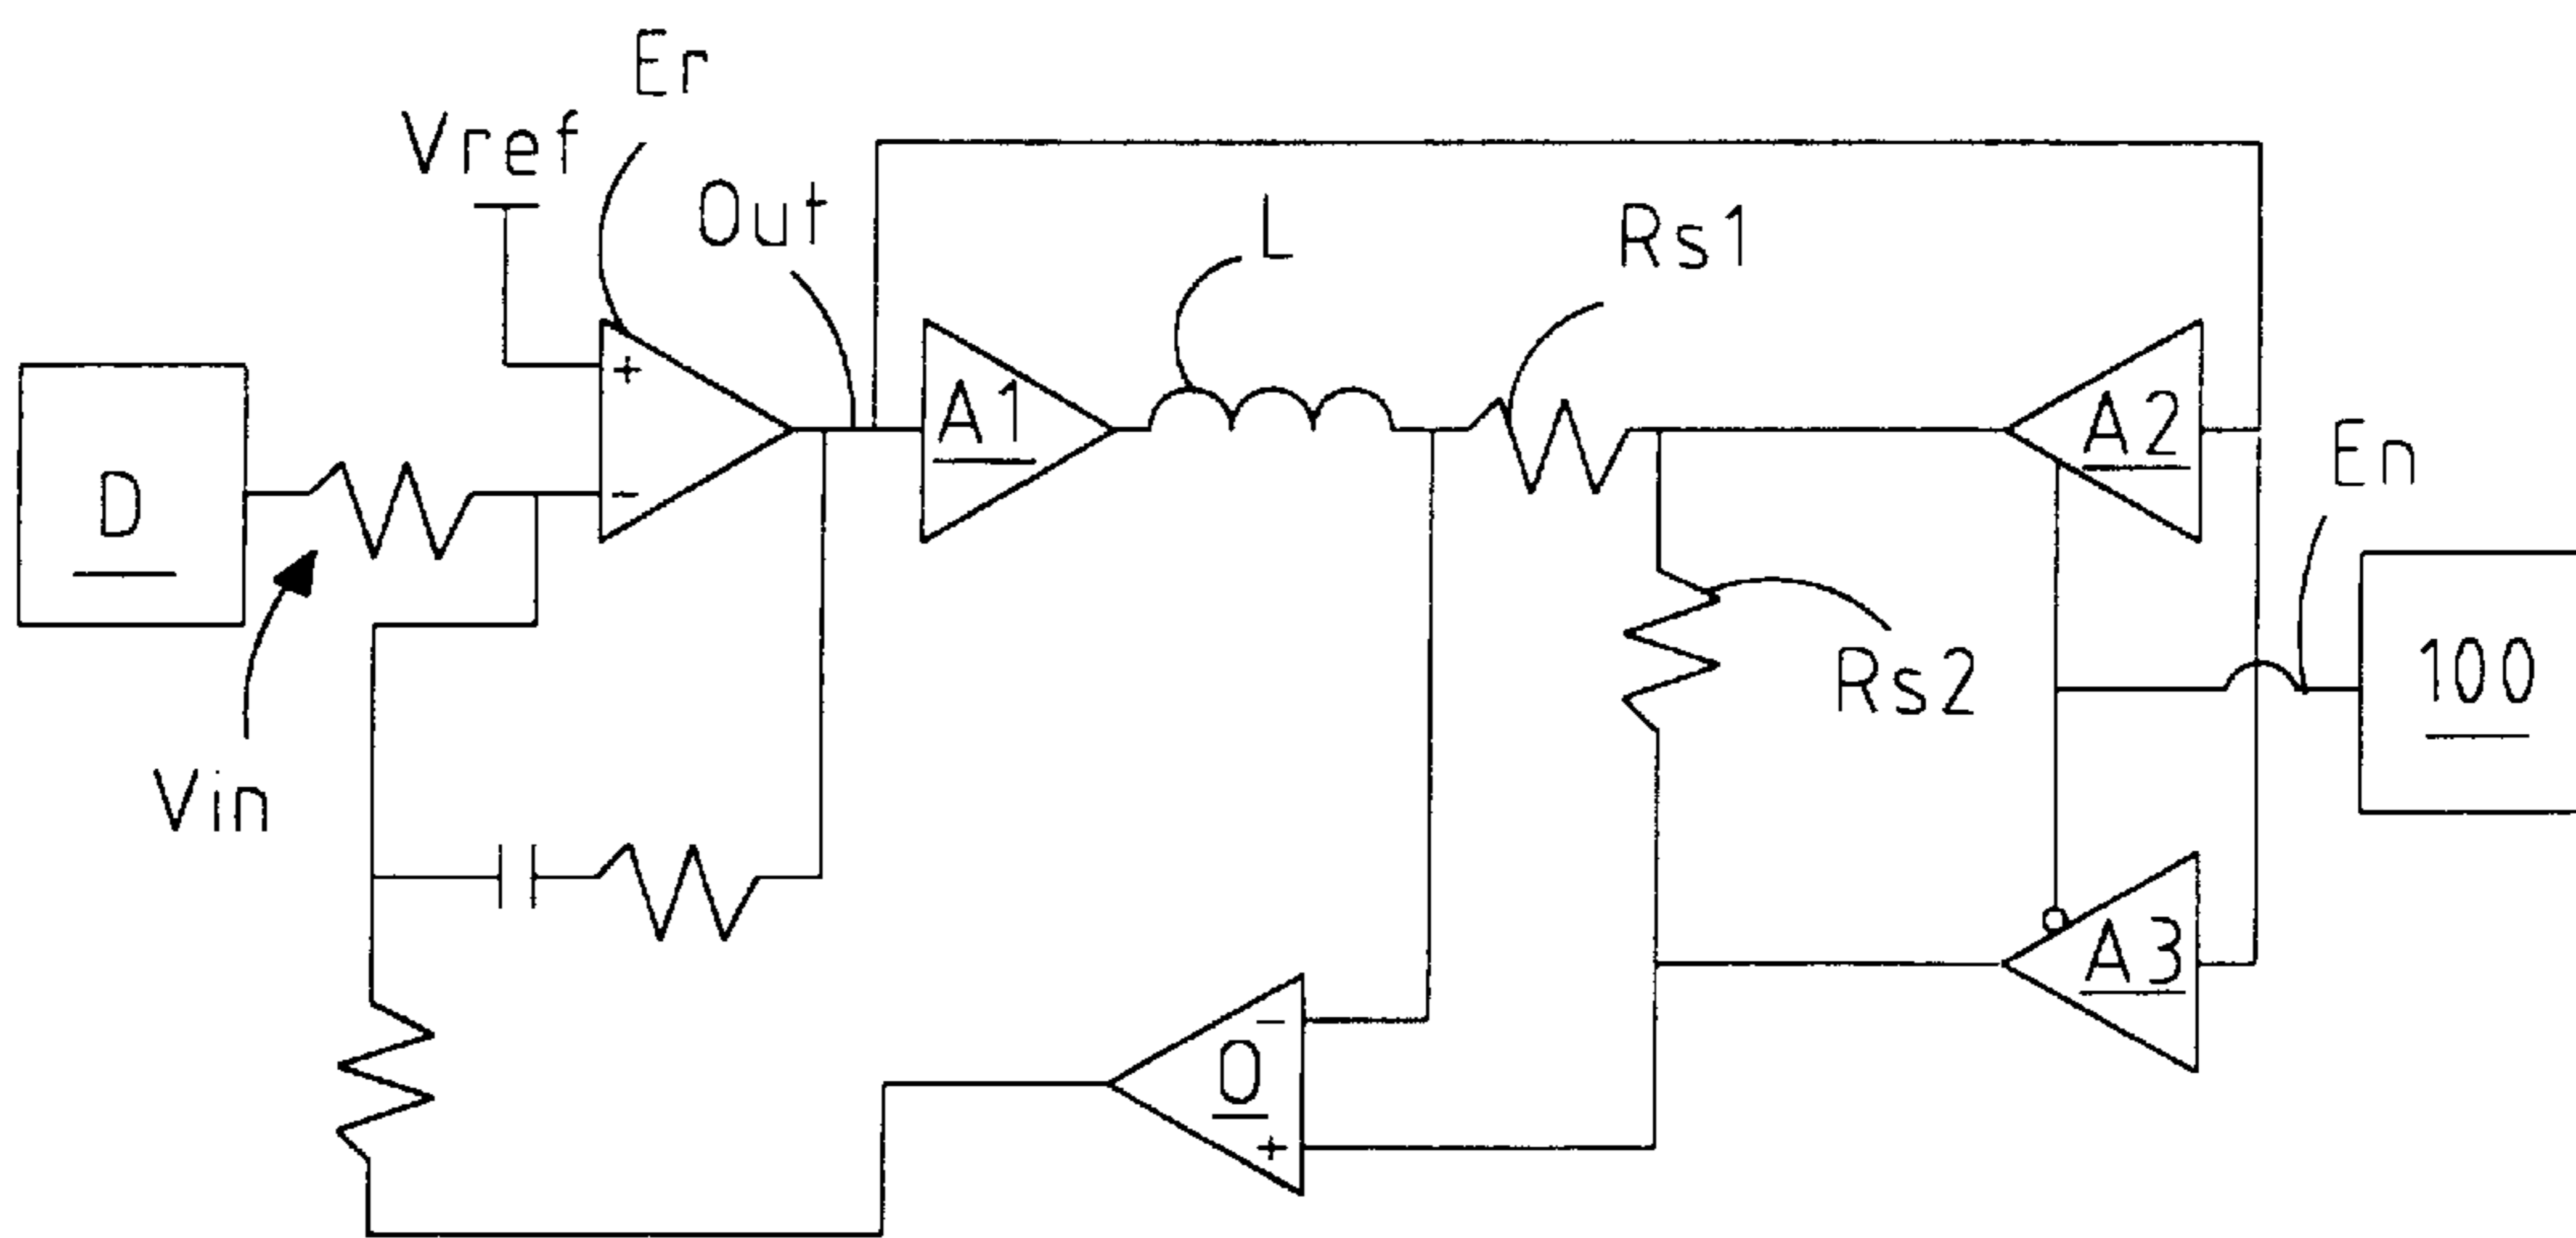 Er
Vref
Out
L
Rs1
+
A1
A2
En
D
-
Rs2
100
Vin
A3
-
O
+